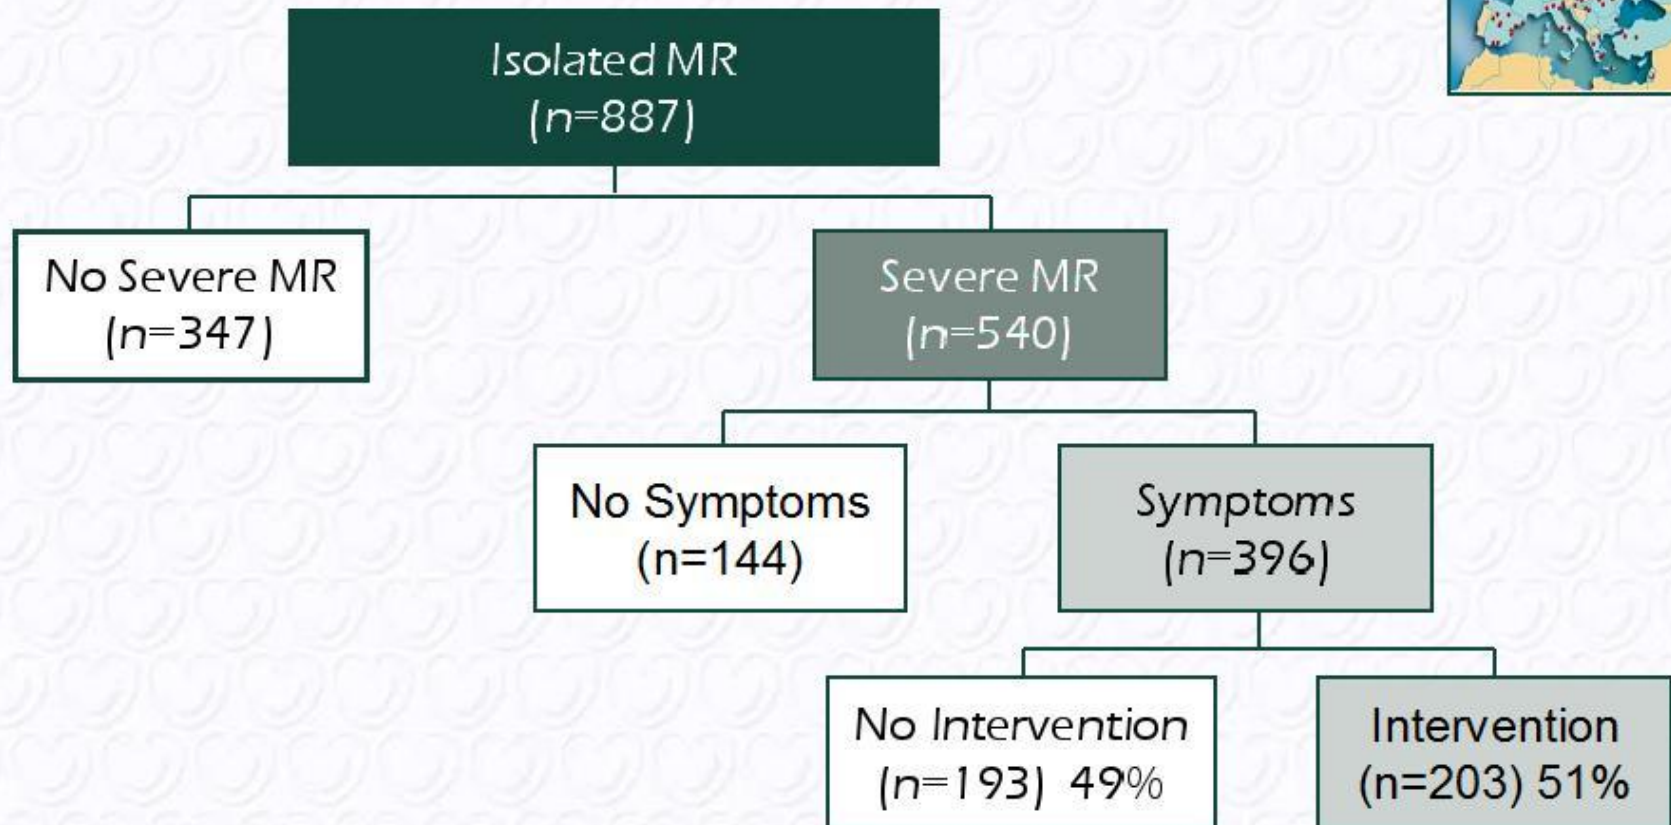 Isolated MR
(n=887)
No Severe MR
(n=347)
Severe MR
(n=540)
No Symptoms
(n=144)
Symptoms
(n=396)
No Intervention
(n=193) 49%
Intervention
(n=203) 51%